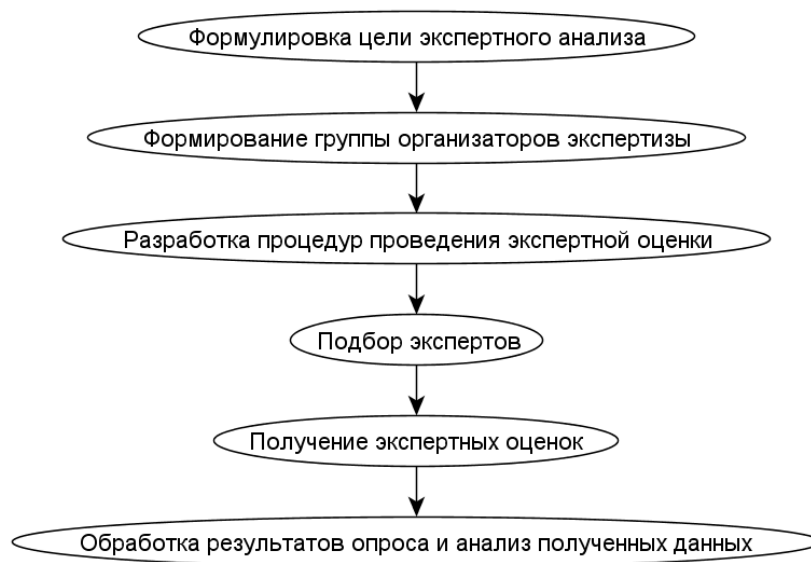 Формулировка цели экспертного анализа
Формирование группы организаторов экспертизы
Разработка процедур проведения экспертной оценки
Подбор экспертов
Получение экспертных оценок
Обработка результатов опроса и анализ полученных данных